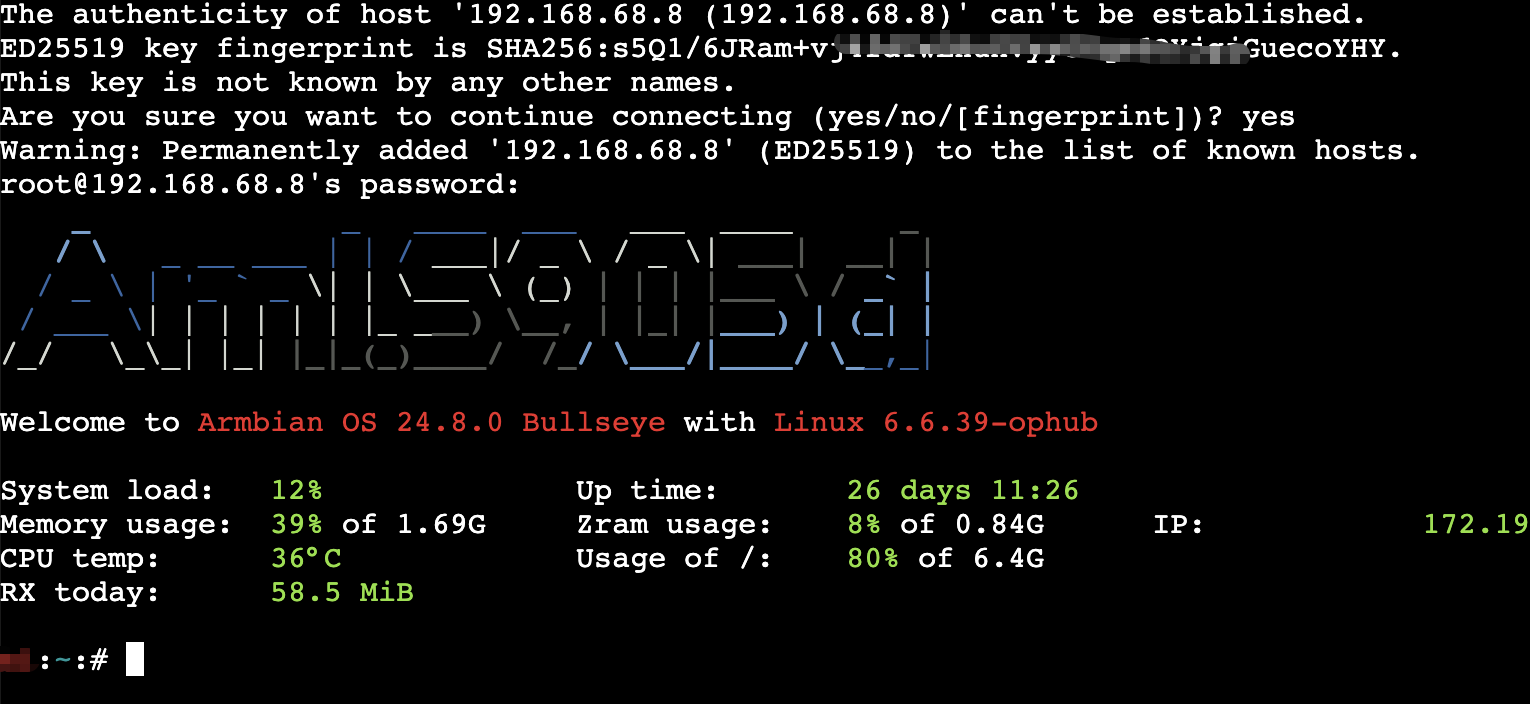 The authenticity of host '192.168.68.8 (192.168.68.8)' can't be established.
ED25519 key fingerprint is SHA256:s5Q1/6JRam+vj GuecoYHY.
This key is not known by any other names.
Are you sure you want to continue connecting (yes/no/[fingerprint])? yes
Warning: Permanently added '192.168.68.8' (ED25519) to the list of known hosts.
root@192.168.68.8's password:
Aml S905d
Welcome to Armbian OS 24.8.0 Bullseye with Linux 6.6.39-ophub
System load: 12% Up time: 26 days 11:26
Memory usage: 39% of 1.69G Zram usage: 8% of 0.84G IP: 172.19
CPU temp: 36°C Usage of /: 80% of 6.4G
RX today: 58.5 MiB
:~:#